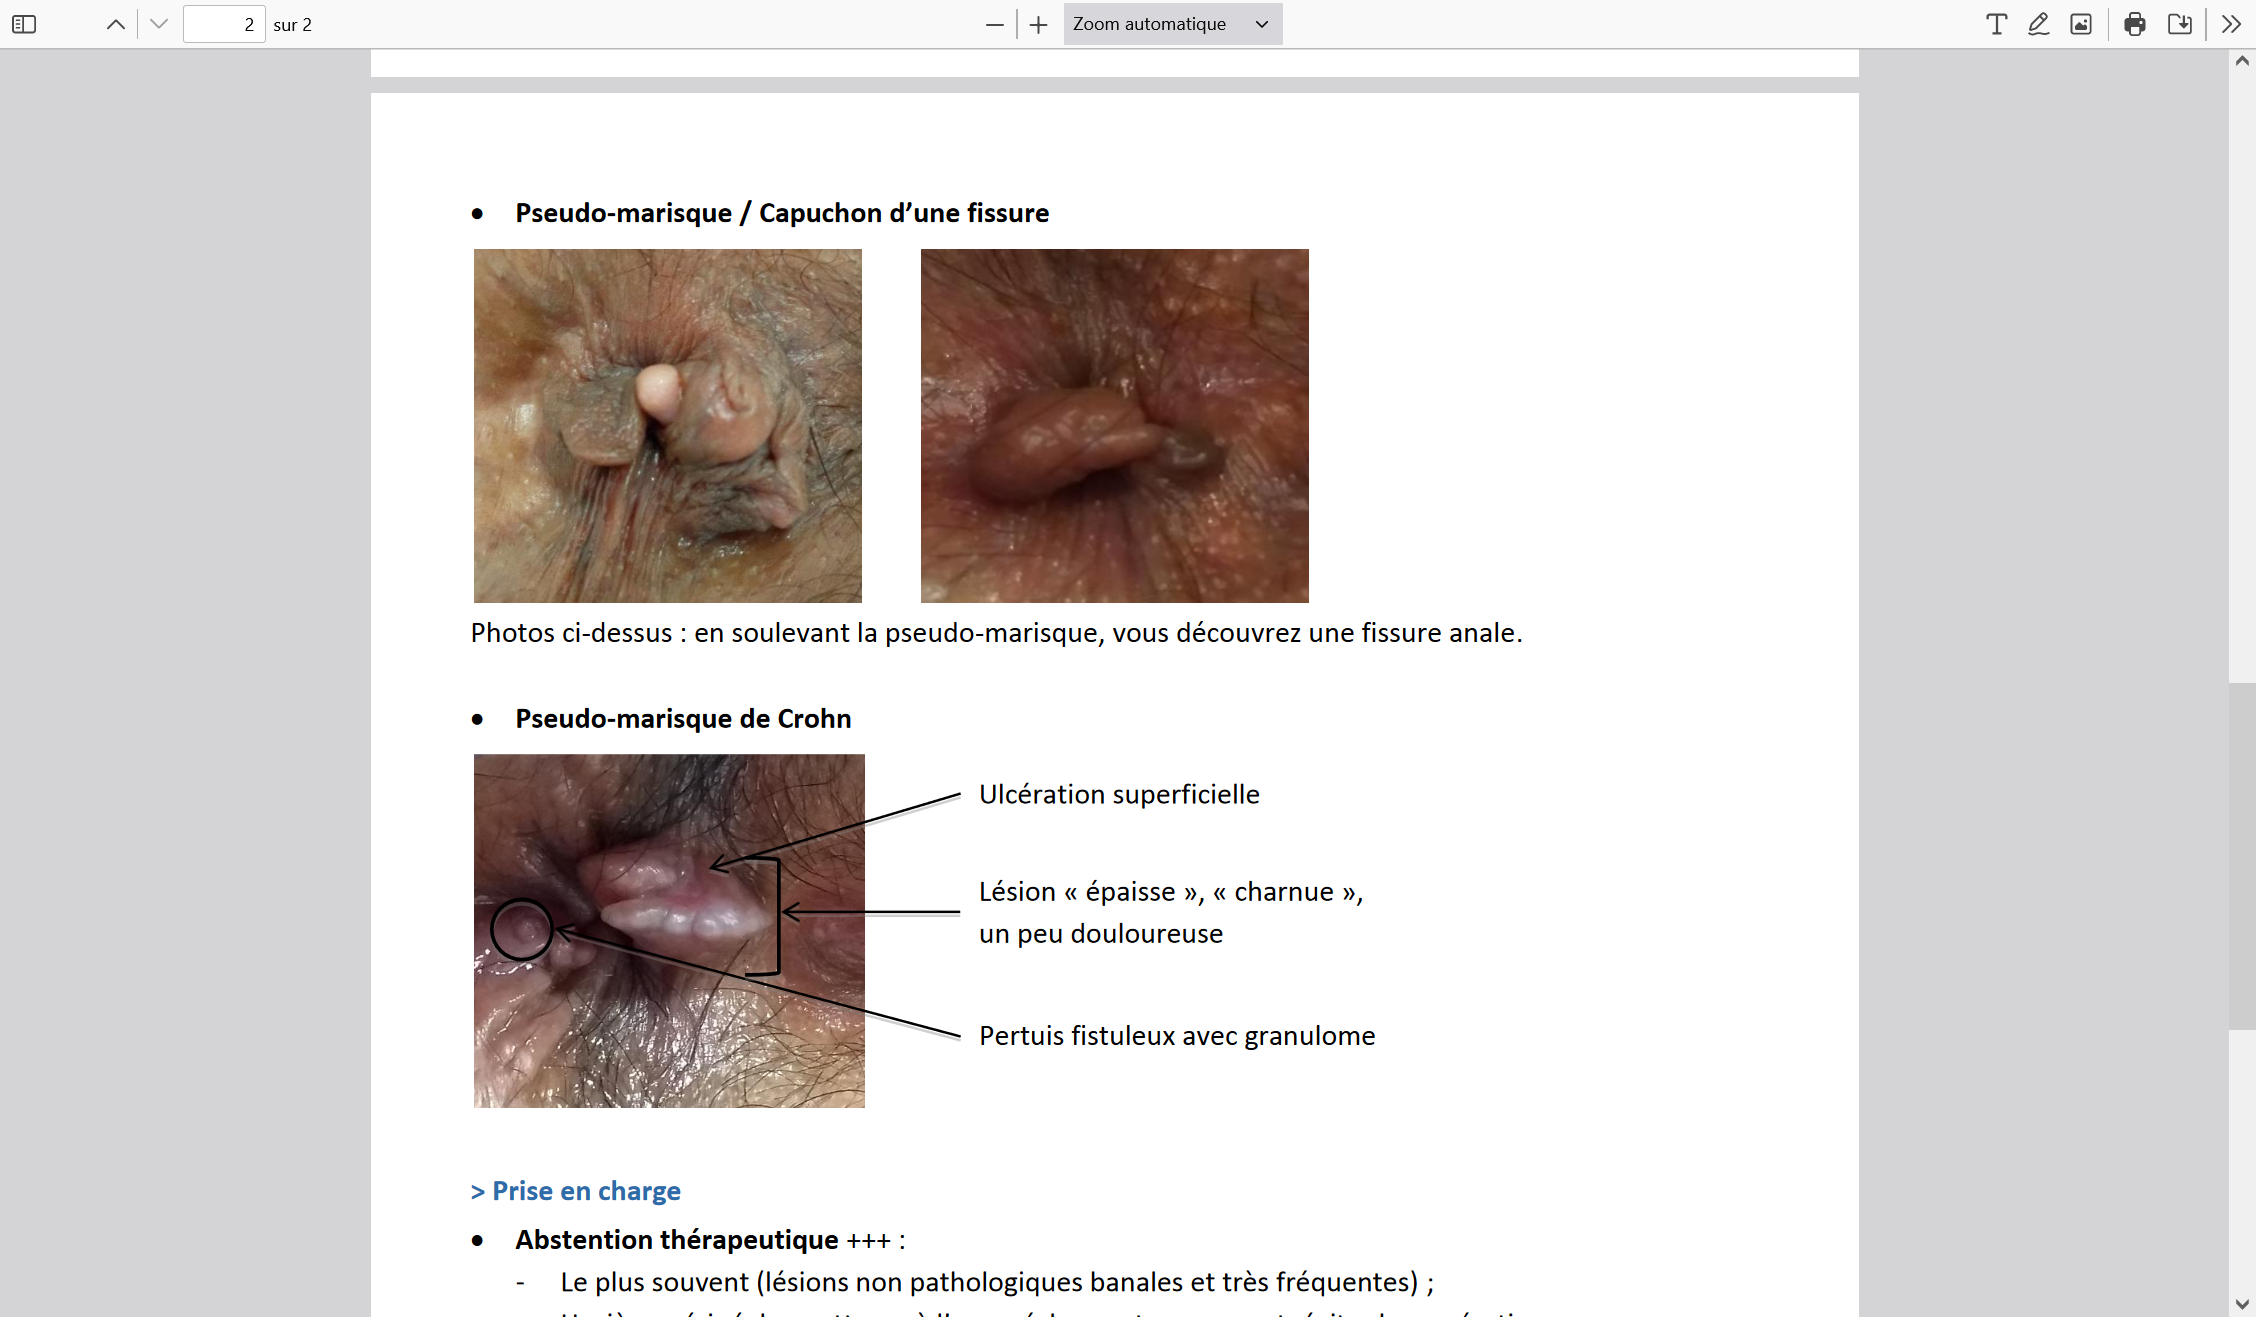 2 sur 2
Zoom automatique
• Pseudo-marisque / Capuchon d’une fissure
Photos ci-dessus : en soulevant la pseudo-marisque, vous découvrez une fissure anale.
• Pseudo-marisque de Crohn
Ulcération superficielle
Lésion « épaisse », « charnue »,
un peu douloureuse
Pertuis fistuleux avec granulome
> Prise en charge
• Abstention thérapeutique +++ :
- Le plus souvent (lésions non pathologiques banales et très fréquentes) ;